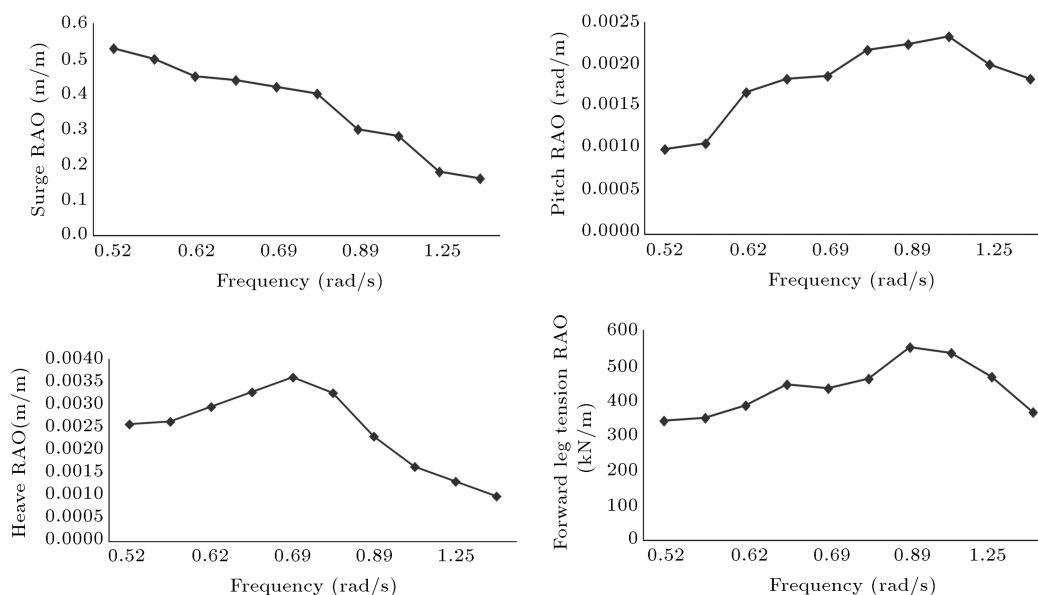 Surge RAO (m/m)
0.6
0.5
0.4
0.3
0.2
0.1
0.0
0.52 0.62 0.69 0.89 1.25
Frequency (rad/s)
Pitch RAO (rad/m)
0.0025
0.0020
0.0015
0.0010
0.0005
0.0000
0.52 0.62 0.69 0.89 1.25
Frequency (rad/s)
Heave RAO(m/m)
0.0040
0.0035
0.0030
0.0025
0.0020
0.0015
0.0010
0.0005
0.0000
0.52 0.62 0.69 0.89 1.25
Frequency (rad/s)
Forward leg tension RAO
(kN/m)
600
500
400
300
200
100
0
0.52 0.62 0.69 0.89 1.25
Frequency (rad/s)